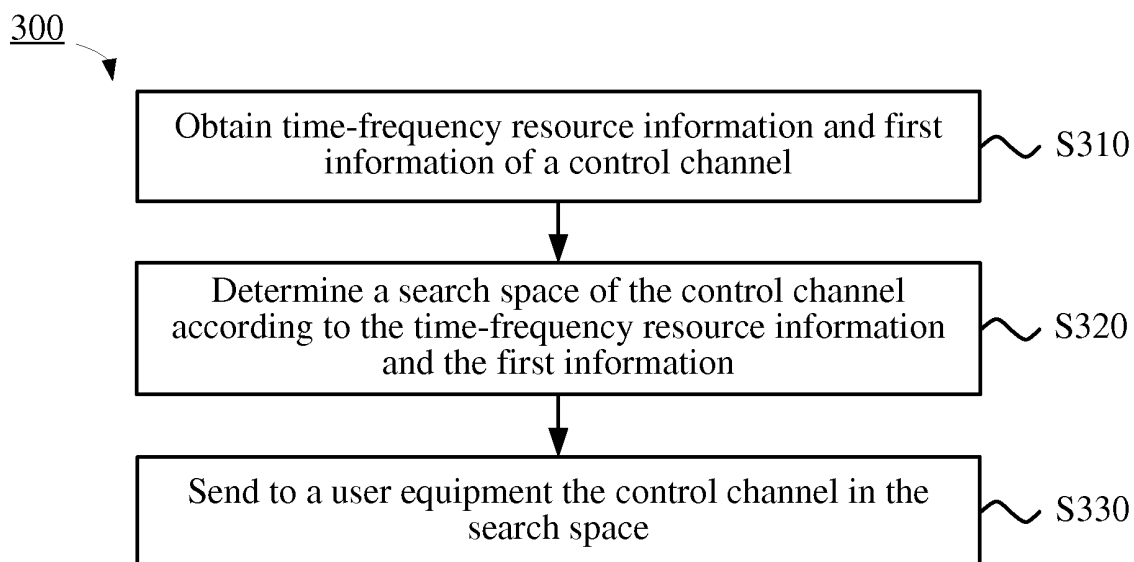 300
Obtain time-frequency resource information and first
information of a control channel
S310
Determine a search space of the control channel
according to the time-frequency resource information
and the first information
S320
Send to a user equipment the control channel in the
search space
S330